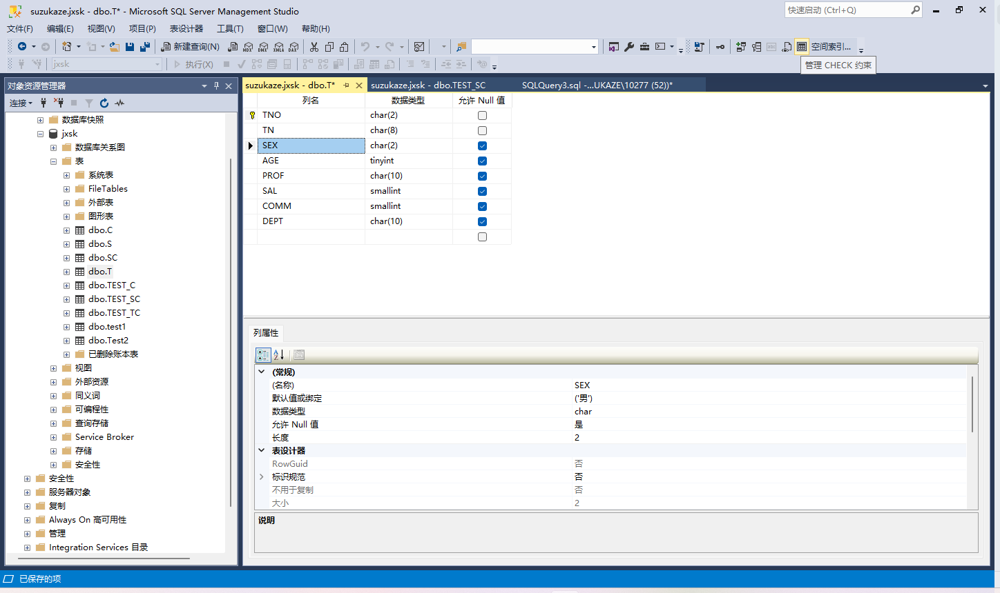 suzukaze.jxsk - dbo.T* - Microsoft SQL Server Management Studio
快速启动 (Ctrl+Q)
文件(F) 编辑(E) 视图(V) 项目(P) 表设计器 工具(T) 窗口(W) 帮助(H)
新建查询(N) MDX DMX XMLA DAX 空间索引...
jxsk 执行(X)
管理 CHECK 约束
对象资源管理器
连接
数据库快照
jxsk
数据库关系图
表
系统表
FileTables
外部表
图形表
dbo.C
dbo.S
dbo.SC
dbo.T
dbo.TEST_C
dbo.TEST_SC
dbo.TEST_TC
dbo.test1
dbo.Test2
已删除账本表
视图
外部资源
同义词
可编程性
查询存储
Service Broker
存储
安全性
安全性
服务器对象
复制
Always On 高可用性
管理
Integration Services 目录
suzukaze.jxsk - dbo.T* suzukaze.jxsk - dbo.TEST_SC SQLQuery3.sql -...UKAZE\10277 (52))*
列名 数据类型 允许 Null 值
TNO char(2)
TN char(8)
SEX char(2)
AGE tinyint
PROF char(10)
SAL smallint
COMM smallint
DEPT char(10)
列属性
(常规)
(名称) SEX
默认值或绑定 ('男')
数据类型 char
允许 Null 值 是
长度 2
表设计器
RowGuid 否
标识规范 否
不用于复制 否
大小 2
说明
已保存的项